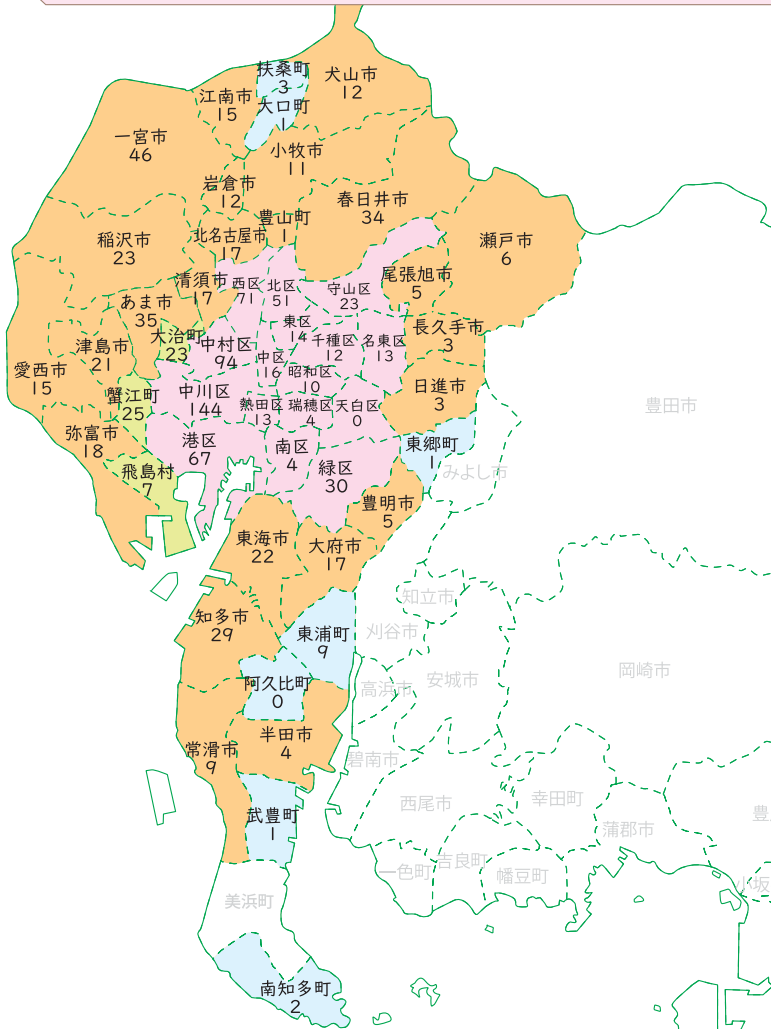 扶桑町
3
犬山市
12
江南市
15
大口町
1
一宮市
46
小牧市
11
岩倉市
12
春日井市
34
豊山町
1
稲沢市
23
北名古屋市
17
瀬戸市
6
清須市
17
西区
71
北区
51
守山区
23
尾張旭市
5
あま市
35
東区
14
長久手市
3
大治町
23
中村区
94
千種区
12
名東区
13
津島市
21
中区
16
昭和区
10
愛西市
15
日進市
3
中川区
144
蟹江町
25
熱田区
13
瑞穂区
4
天白区
0
豊田市
弥富市
18
港区
67
南区
4
東郷町
1
緑区
30
飛島村
7
みよし市
豊明市
5
東海市
22
大府市
17
知立市
知多市
29
東浦町
9
刈谷市
岡崎市
阿久比町
0
高浜市
安城市
半田市
4
常滑市
9
碧南市
西尾市
幸田町
武豊町
1
蒲郡市
豊
吉良町
一色町
幡豆町
小坂
美浜町
南知多町
2